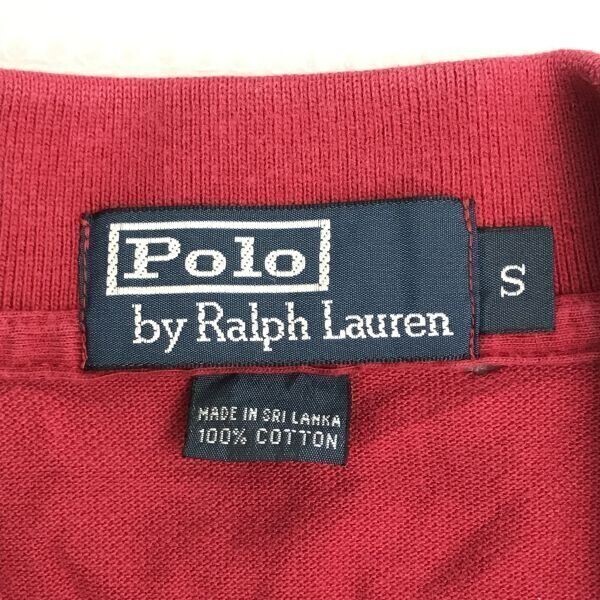 Polo
by Ralph Lauren
S
MADE IN SRI LANKA
100% COTTON